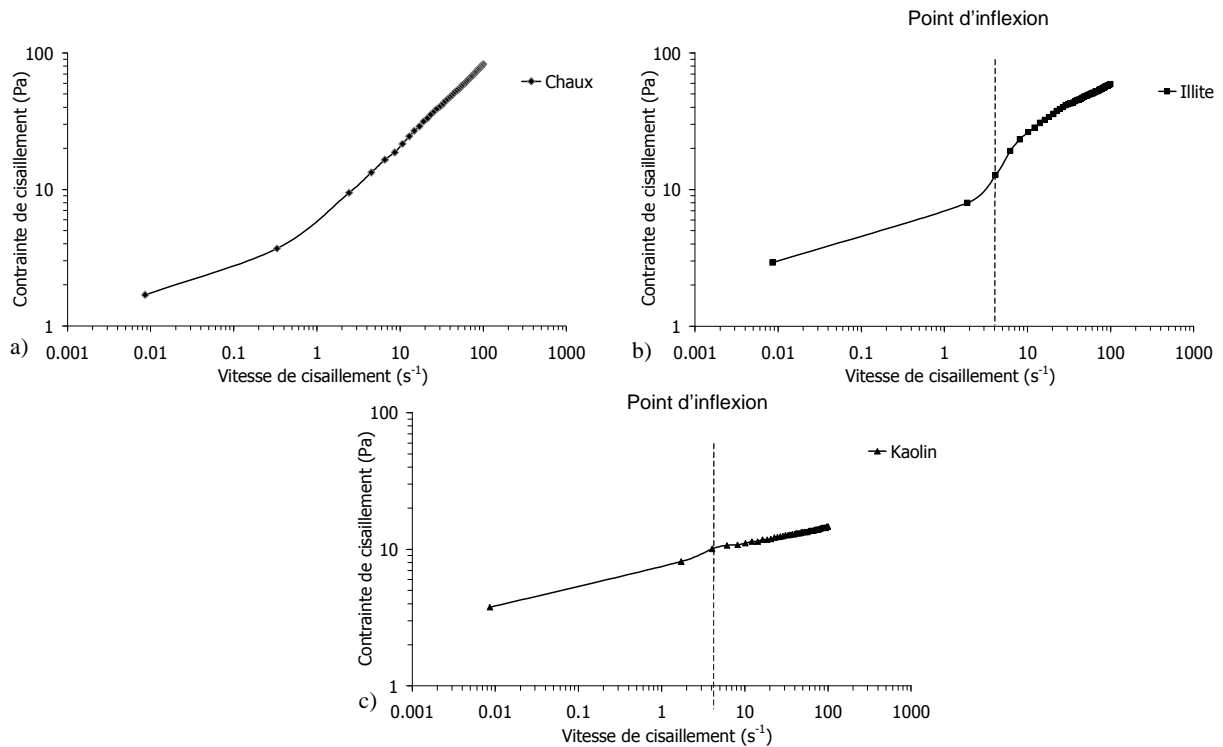 Point d'inflexion
a)
100
10
1
0.001 0.01 0.1 1 10 100 1000
Contrainte de cisaillement (Pa)
Vitesse de cisaillement (s⁻¹)
Chaux
b)
100
10
1
0.001 0.01 0.1 1 10 100 1000
Contrainte de cisaillement (Pa)
Vitesse de cisaillement (s⁻¹)
Illite
Point d'inflexion
c)
100
10
1
0.001 0.01 0.1 1 10 100 1000
Contrainte de cisaillement (Pa)
Vitesse de cisaillement (s⁻¹)
Kaolin